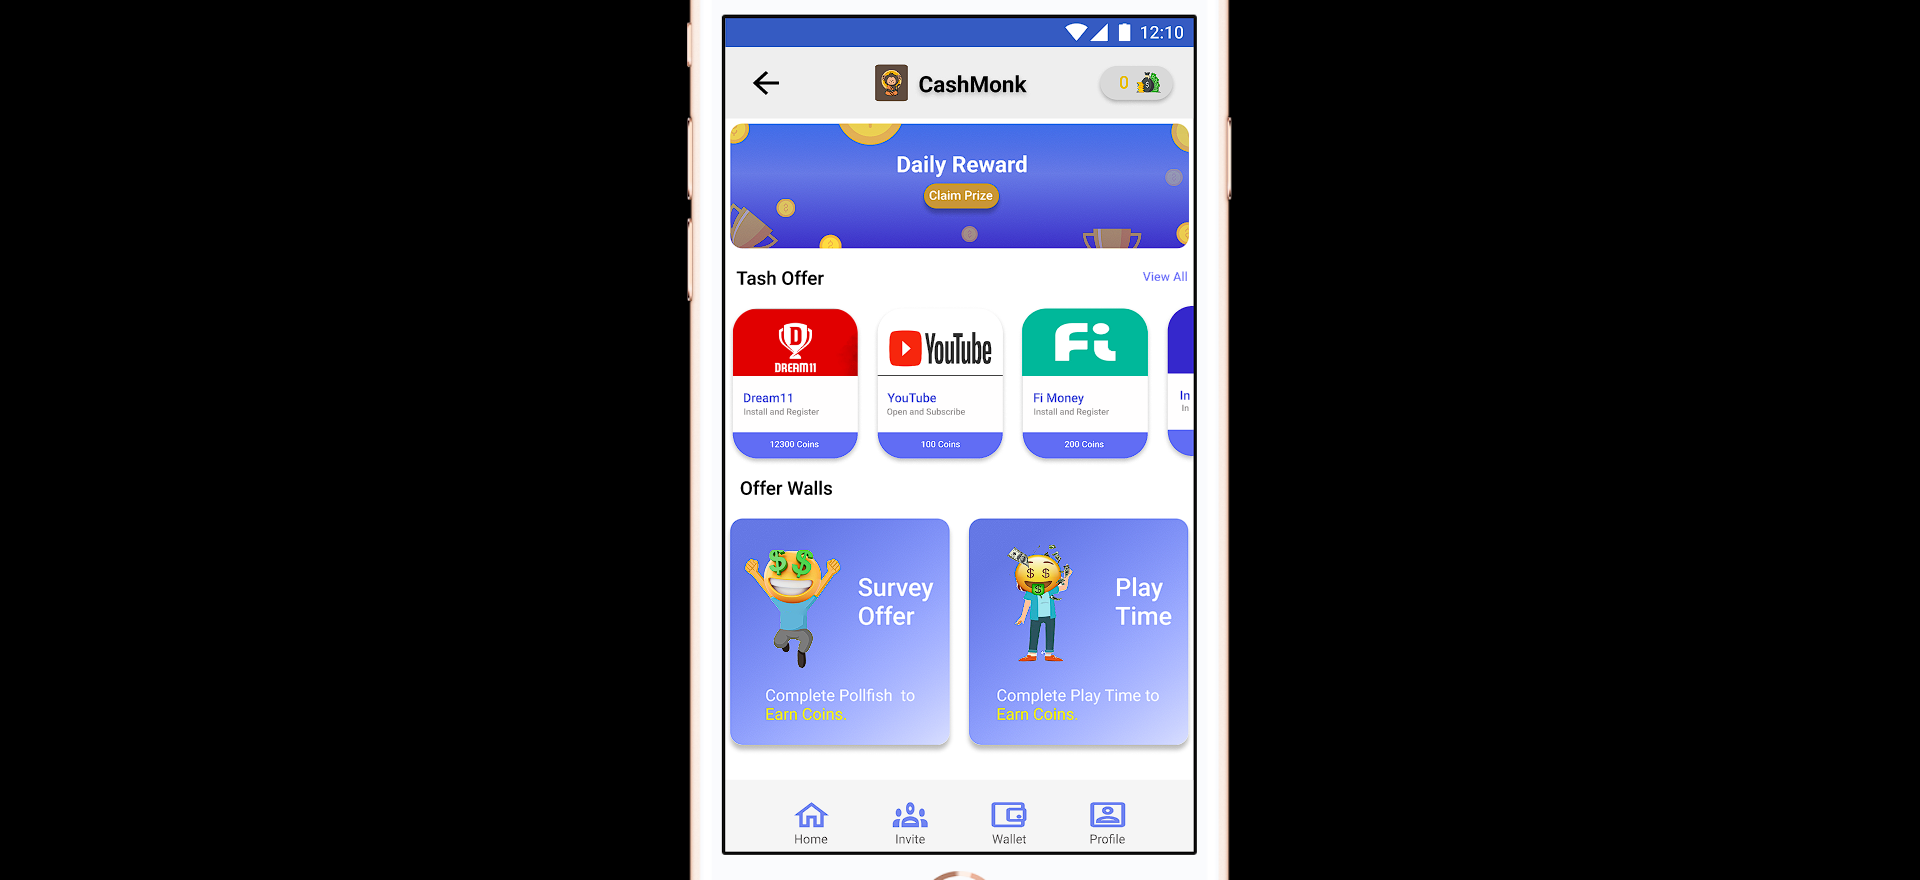 12:10
CashMonk
0
Daily Reward
Claim Prize
Tash Offer
View All
D
DREAM11
YouTube
Fi
Dream11
Install and Register
YouTube
Open and Subscribe
Fi Money
Install and Register
In
In
12300 Coins
100 Coins
200 Coins
Offer Walls
Survey
Offer
Complete Pollfish to
Earn Coins.
Play
Time
Complete Play Time to
Earn Coins.
Home
Invite
Wallet
Profile